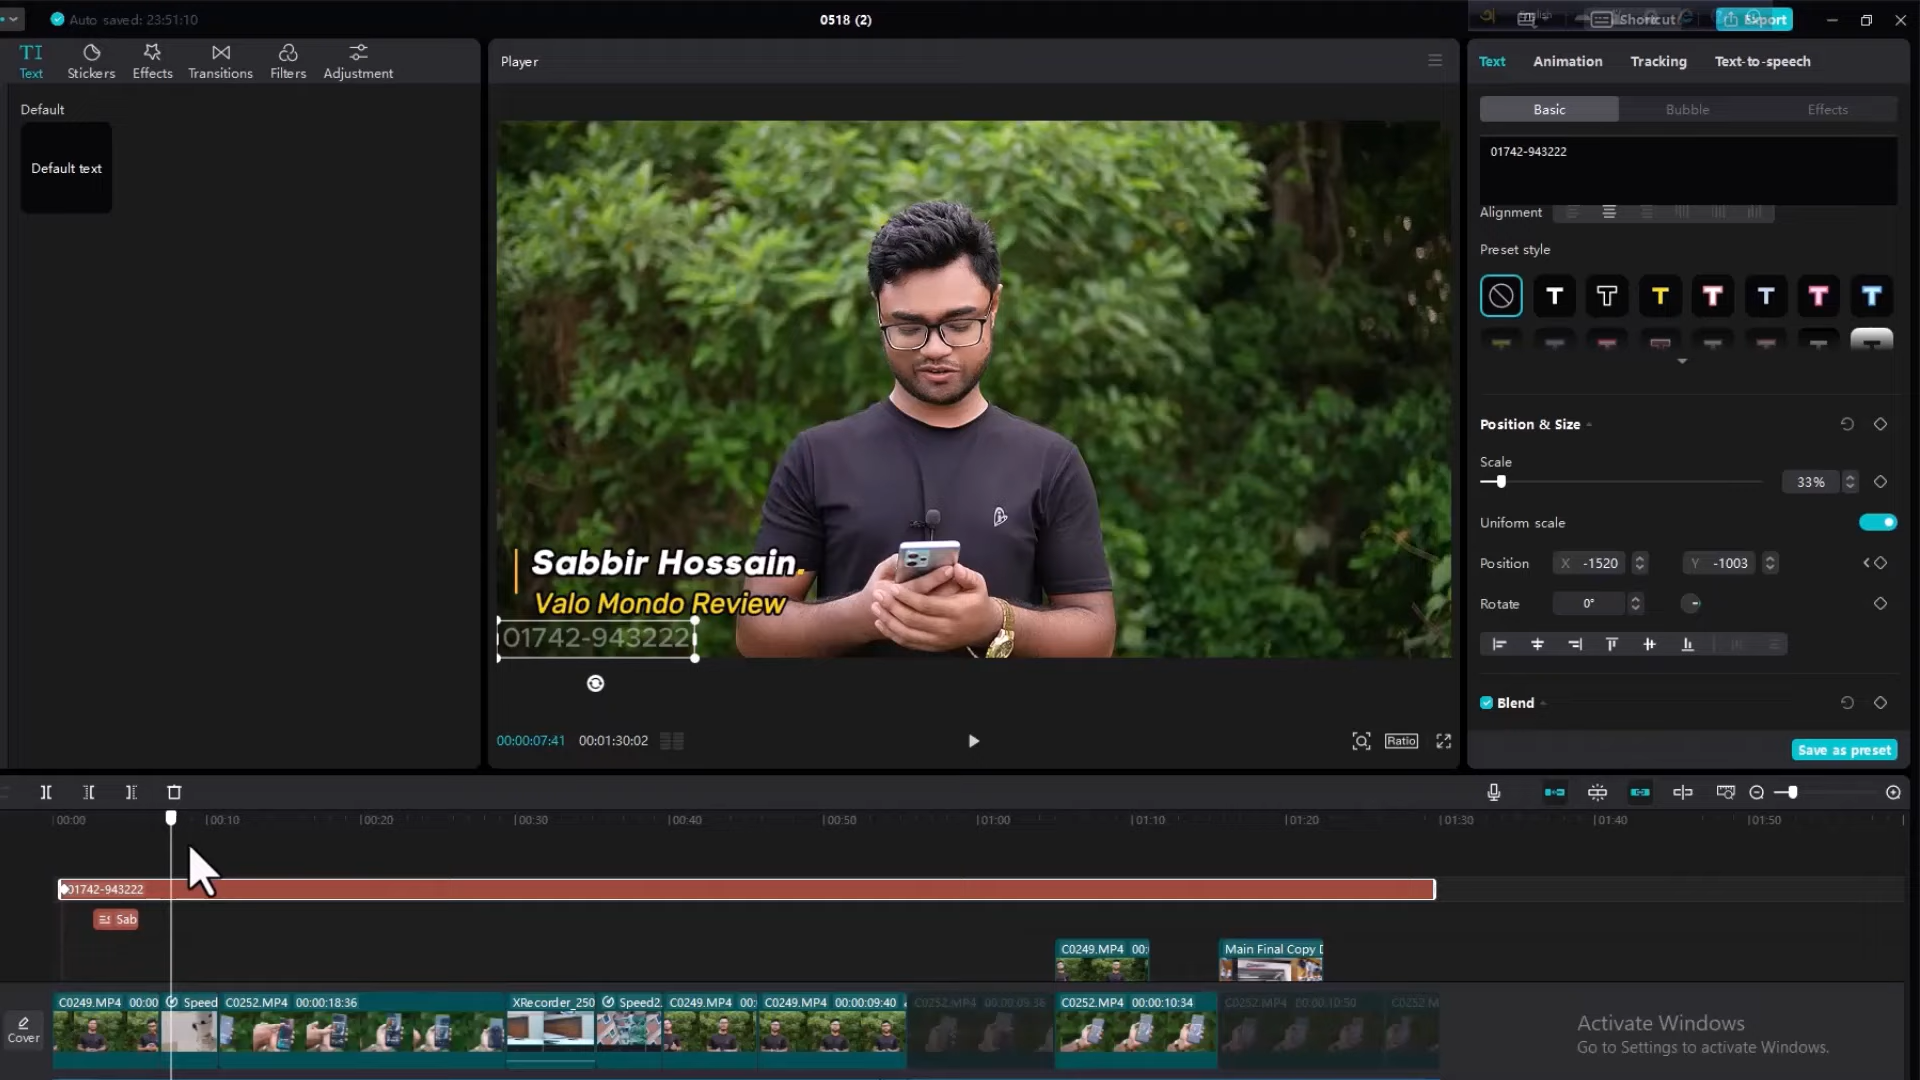 Auto saved: 23:51:10
0518 (2)
Shortcut
Export
Text
Stickers
Effects
Transitions
Filters
Adjustment
Default
Default text
Player
Sabbir Hossain.
Valo Mondo Review
01742-943222
00:00:07:41
00:01:30:02
Ratio
Text
Animation
Tracking
Text-to-speech
Basic
Bubble
Effects
01742-943222
Alignment
Preset style
Position & Size
Scale
33%
Uniform scale
Position
X -1520
Y -1003
Rotate
0°
Blend
Save as preset
00:00
00:10
00:20
00:30
00:40
00:50
01:00
01:10
01:20
01:30
01:40
01:50
01742-943222
Sab
C0249.MP4 00:
Main Final Copy
Cover
C0249.MP4 00:00
Speed
C0252.MP4 00:00:18:36
XRecorder_250
Speed2.
C0249.MP4 00:
C0249.MP4 00:00:09:40
C0252.MP4 00:00:09:36
C0252.MP4 00:00:10:34
C0252.MP4 00:00:10:50
C0252.M
Activate Windows
Go to Settings to activate Windows.